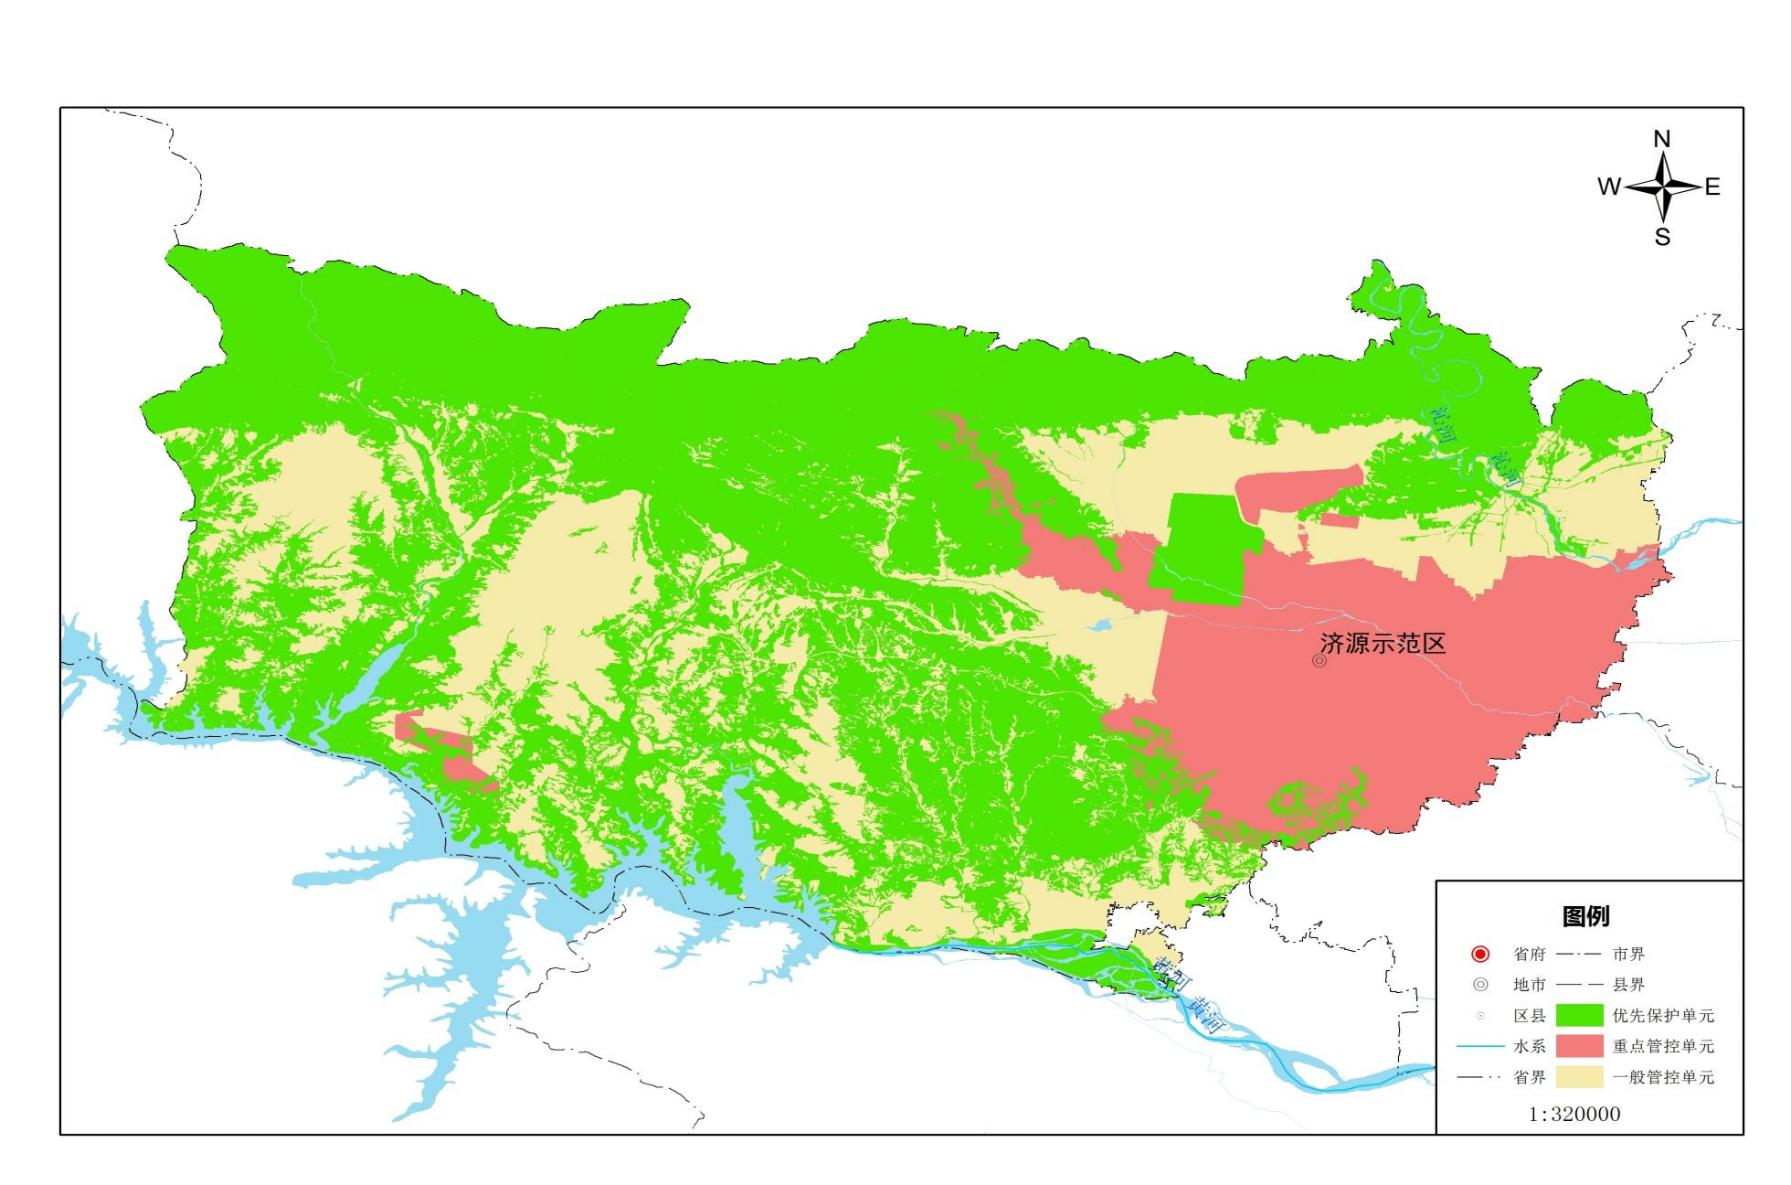 N
W E
S
沁河
沁河
济源示范区
黄河
黄河
图例
省府 市界
地市 县界
区县 优先保护单元
水系 重点管控单元
省界 一般管控单元
1:320000